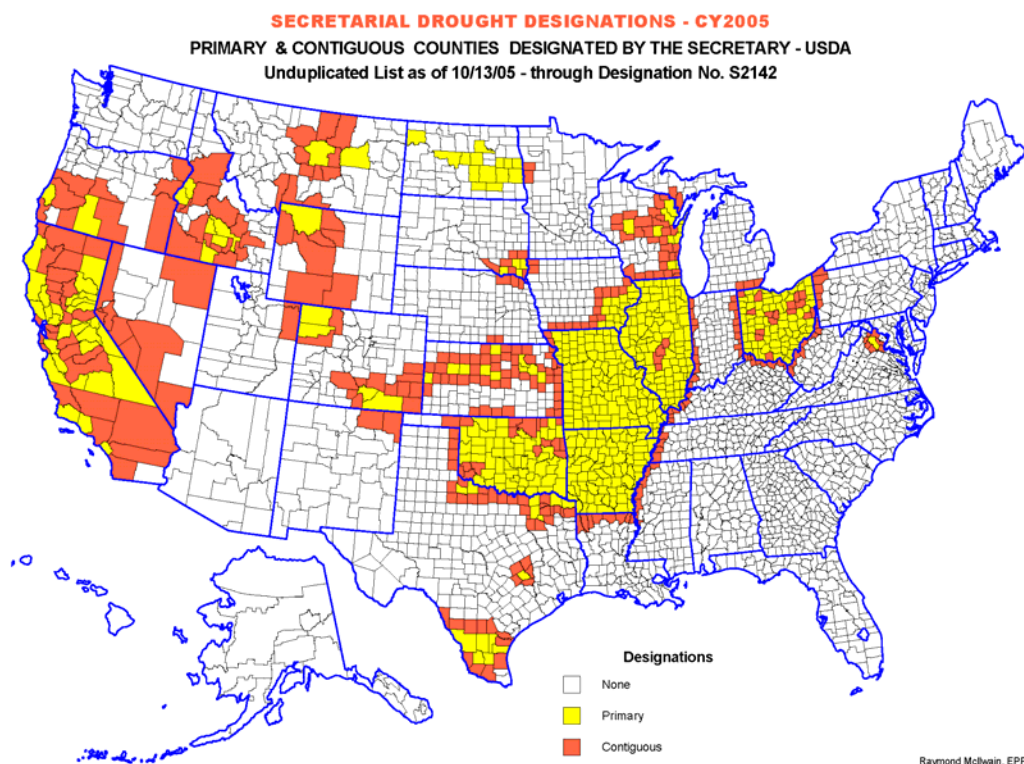 SECRETARIAL DROUGHT DESIGNATIONS - CY2005
PRIMARY & CONTIGUOUS COUNTIES DESIGNATED BY THE SECRETARY - USDA
Unduplicated List as of 10/13/05 - through Designation No. S2142
Designations
None
Primary
Contiguous
Raymond McIlwain, EPP